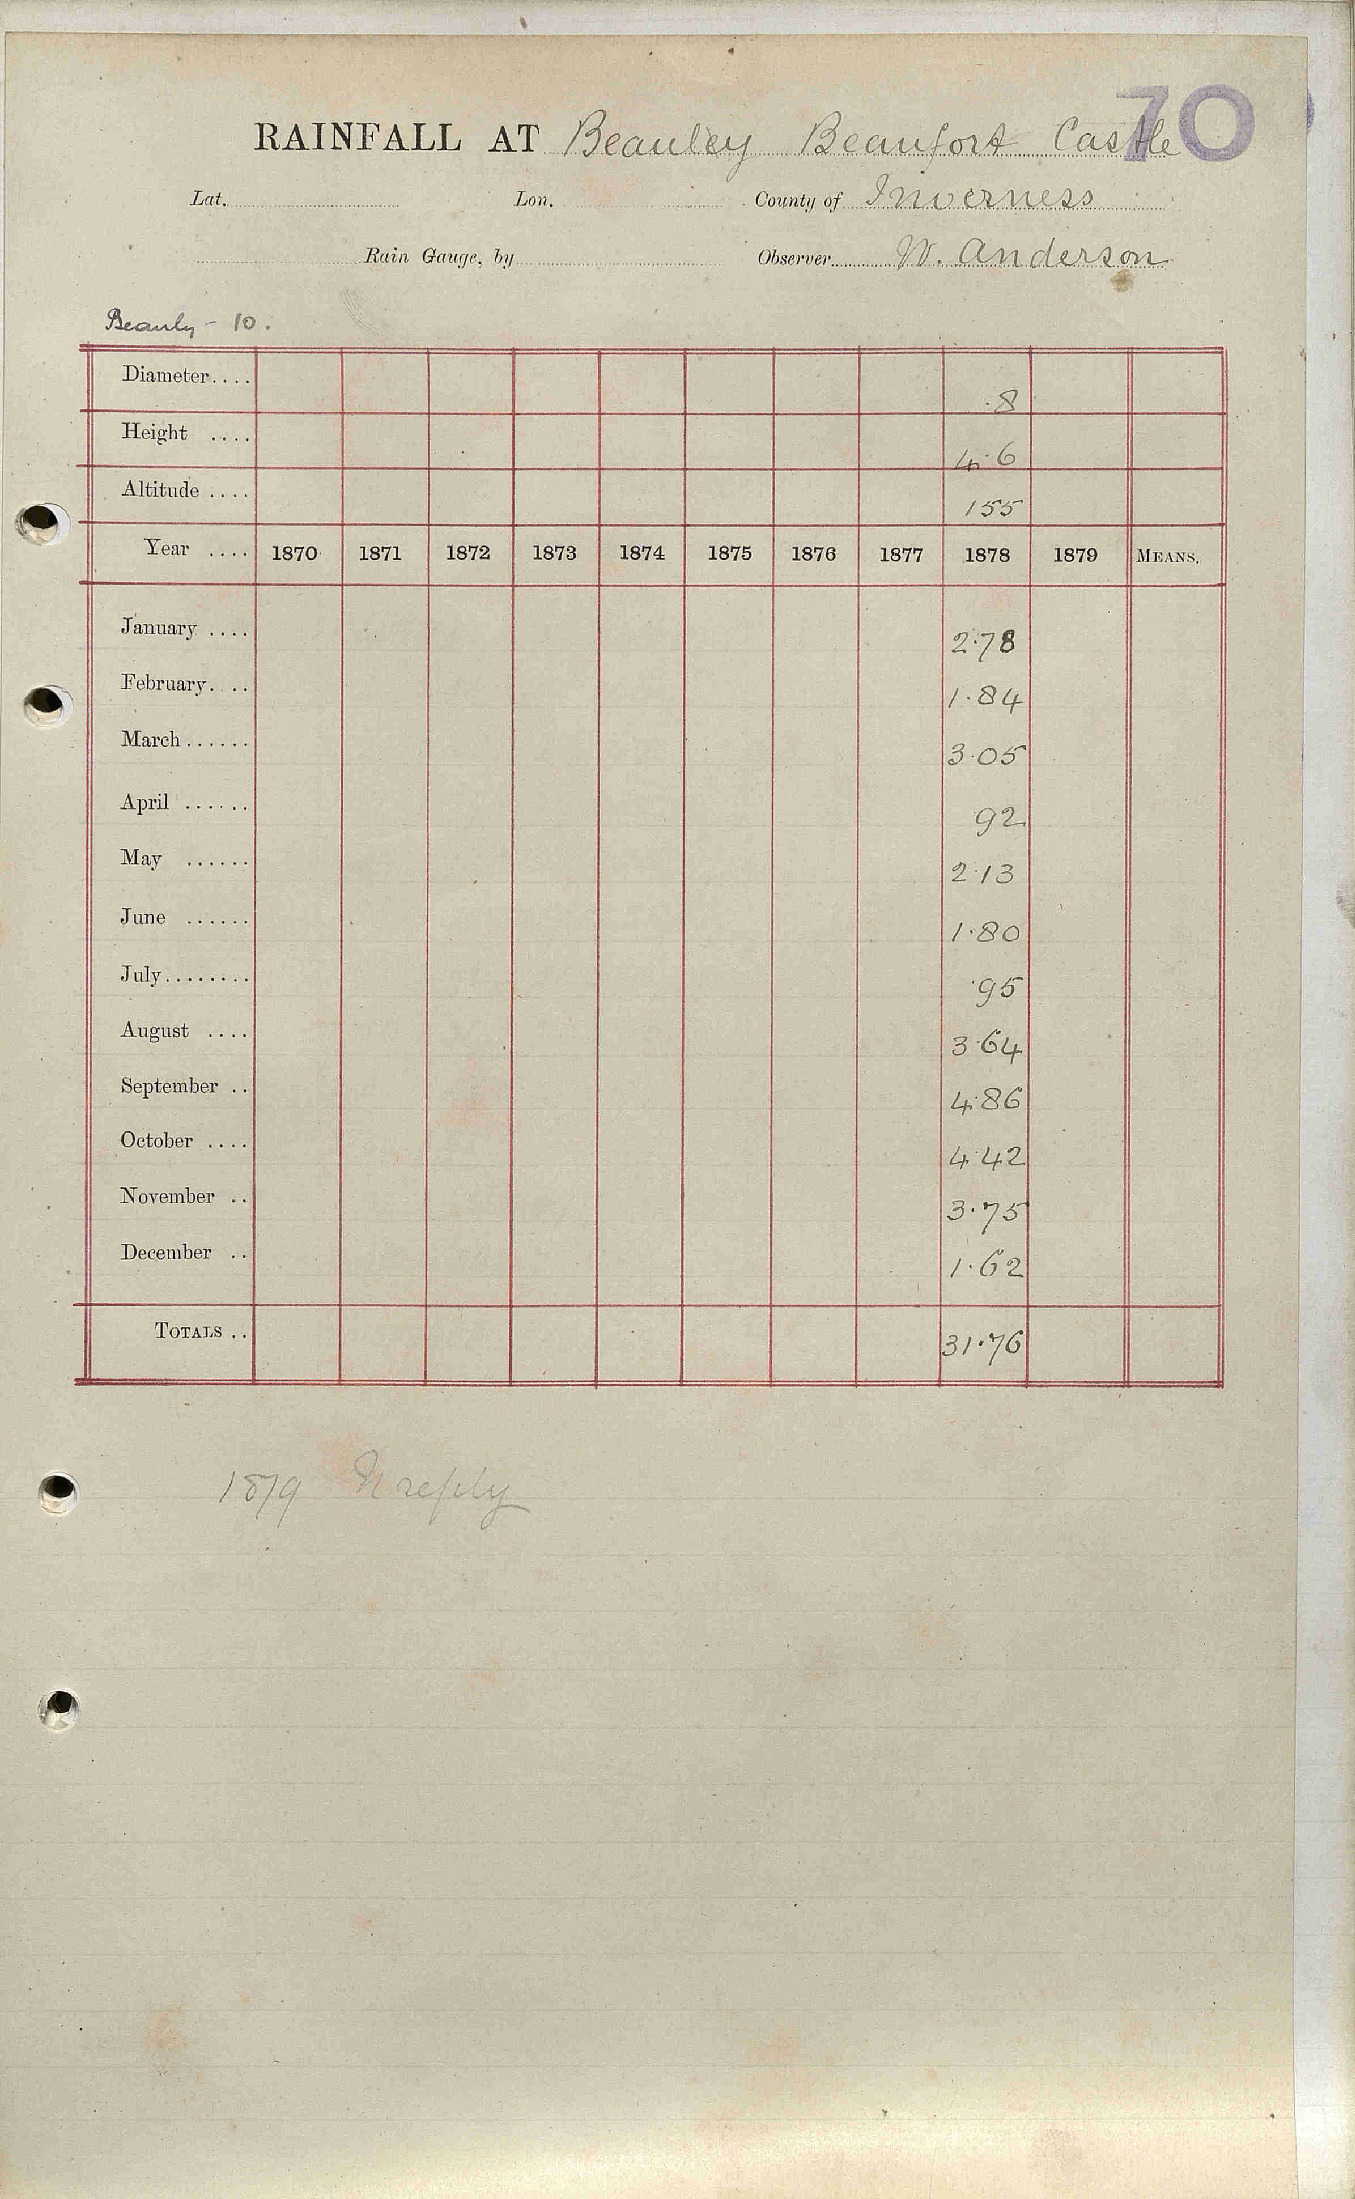 70
RAINFALL AT Beauley Beaufort Castle
Lat. Lon. County of Inverness
Rain Gauge, by Observer W. Anderson
Beauly - 10.
Diameter.... .8
Height .... 4.6
Altitude .... 155
Year .... 1870 1871 1872 1873 1874 1875 1876 1877 1878 1879 MEANS.
January .... 2.78
February. .. 1.84
March...... 3.05
April ...... 92
May ...... 2.13
June ...... 1.80
July........ .95
August .... 3.64
September .. 4.86
October .... 4.42
November .. 3.75
December .. 1.62
TOTALS .. 31.76
1879 N reply